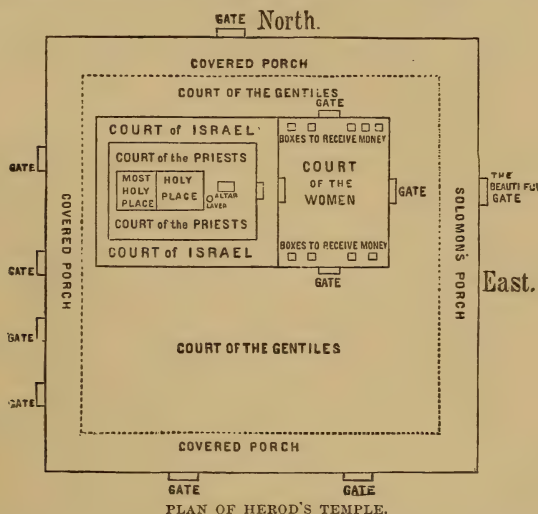 GATE North.
COVERED PORCH
COURT OF THE GENTILES
GATE
COURT of ISRAEL
BOXES TO RECEIVE MONEY
COURT of the PRIESTS
GATE
MOST
HOLY
PLACE
HOLY
PLACE
ALTAR
LAVER
COURT
OF THE
WOMEN
GATE
THE
BEAUTIFUL
GATE
COURT of the PRIESTS
COVERED PORCH
SOLOMON'S PORCH
COURT of ISRAEL
BOXES TO RECEIVE MONEY
GATE
East.
GATE
GATE
COURT OF THE GENTILES
GATE
COVERED PORCH
GATE
GATE
PLAN OF HEROD'S TEMPLE.